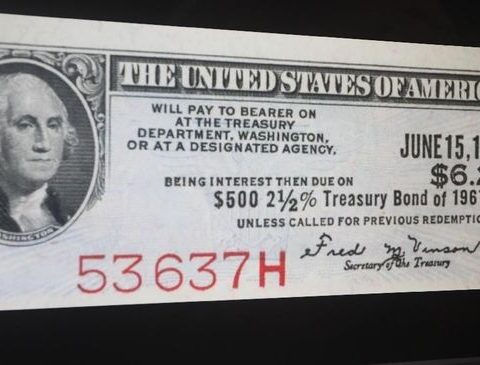 THE UNITED STATES OF AMERIC
WILL PAY TO BEARER ON
AT THE TREASURY
DEPARTMENT, WASHINGTON,
OR AT A DESIGNATED AGENCY.
JUNE 15, 1
$6.2
BEING INTEREST THEN DUE ON
$500 2½% Treasury Bond of 196
UNLESS CALLED FOR PREVIOUS REDEMPTIO
Fred M. Vinson
Secretary of the Treasury
WASHINGTON
53637H